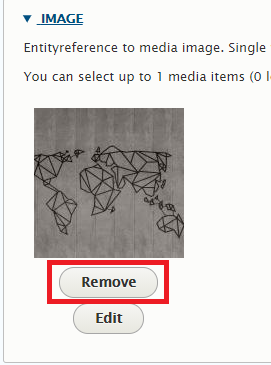 IMAGE
Entityreference to media image. Single
You can select up to 1 media items (0
Remove
Edit